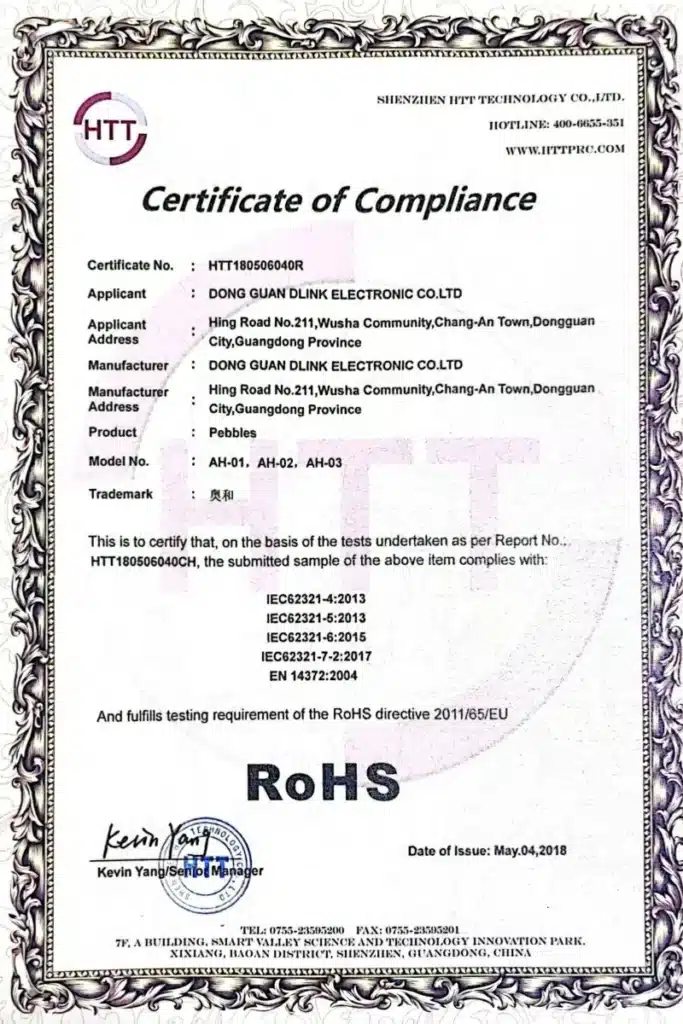 HTT
SHENZHEN HTT TECHNOLOGY CO.,LTD.
HOTLINE: 400-6655-351
WWW.HTTPRC.COM
Certificate of Compliance
Certificate No. : HTT180506040R
Applicant : DONG GUAN DLINK ELECTRONIC CO.LTD
Applicant Address : Hing Road No.211,Wusha Community,Chang-An Town,Dongguan
City,Guangdong Province
Manufacturer : DONG GUAN DLINK ELECTRONIC CO.LTD
Manufacturer Address : Hing Road No.211,Wusha Community,Chang-An Town,Dongguan
City,Guangdong Province
Product : Pebbles
Model No. : AH-01, AH-02, AH-03
Trademark : 奥和
HTT
This is to certify that, on the basis of the tests undertaken as per Report No.:
HTT180506040CH, the submitted sample of the above item complies with:
IEC62321-4:2013
IEC62321-5:2013
IEC62321-6:2015
IEC62321-7-2:2017
EN 14372:2004
And fulfills testing requirement of the RoHS directive 2011/65/EU
RoHS
Kevin Yang
HTT
Kevin Yang/Senior Manager
Date of Issue: May.04,2018
TEL: 0755-23595200 FAX: 0755-23595201
7F, A BUILDING, SMART VALLEY SCIENCE AND TECHNOLOGY INNOVATION PARK,
XIXIANG, BAOAN DISTRICT, SHENZHEN, GUANGDONG, CHINA